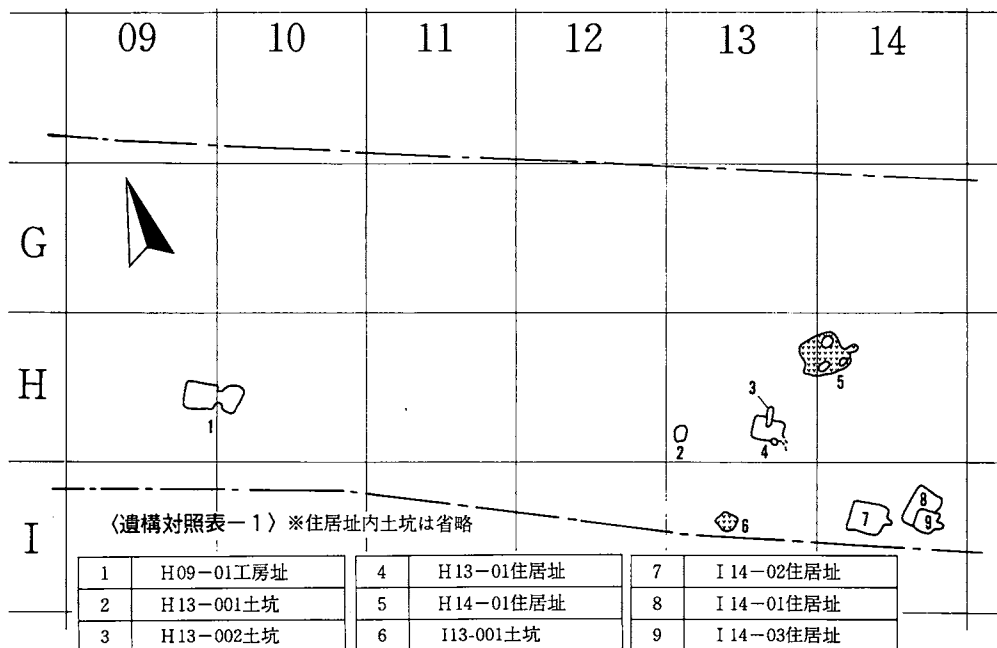 09 10 11 12 13 14
G
H
I
1
2
3
4
5
6
7
8
9
〈遺構対照表－1〉※住居址内土坑は省略
1 H09－01工房址 4 H13－01住居址 7 I14－02住居址
2 H13－001土坑 5 H14－01住居址 8 I14－01住居址
3 H13－002土坑 6 I13-001土坑 9 I14－03住居址